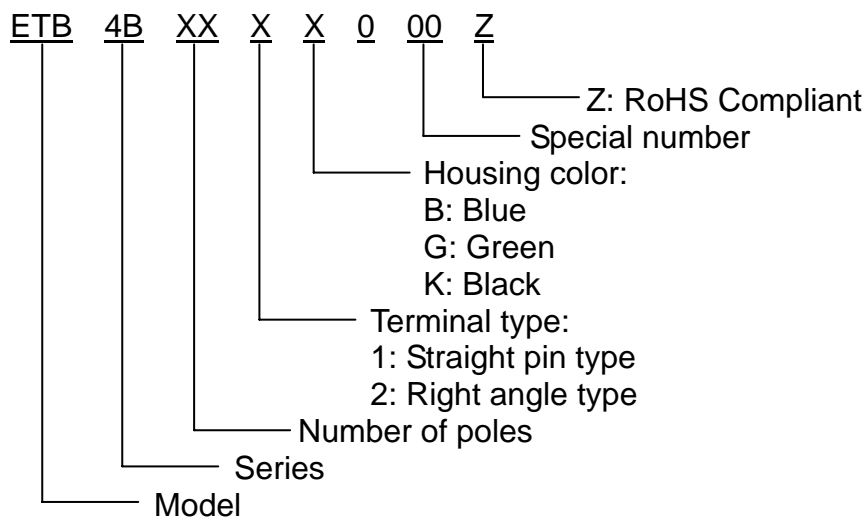 ETB 4B XX X X 0 00 Z
Z: RoHS Compliant
Special number
Housing color:
B: Blue
G: Green
K: Black
Terminal type:
1: Straight pin type
2: Right angle type
Number of poles
Series
Model